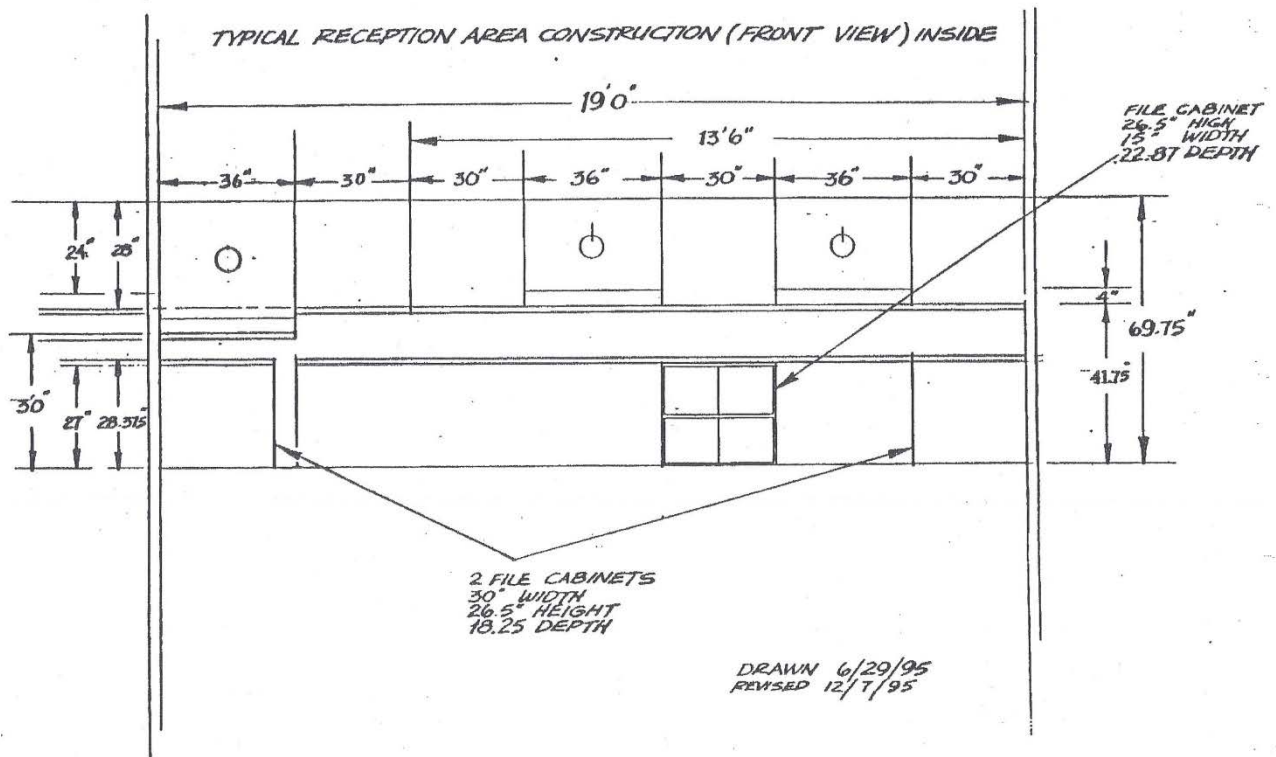 TYPICAL RECEPTION AREA CONSTRUCTION (FRONT VIEW) INSIDE
19'0"
13'6"
FILE CABINET
26.5" HIGH
15" WIDTH
22.87 DEPTH
36" 30" 30" 36" 30" 36" 30"
24" 28"
4"
69.75"
41.75"
30" 27" 28.375"
2 FILE CABINETS
30" WIDTH
26.5" HEIGHT
18.25 DEPTH
DRAWN 6/29/95
REVISED 12/7/95